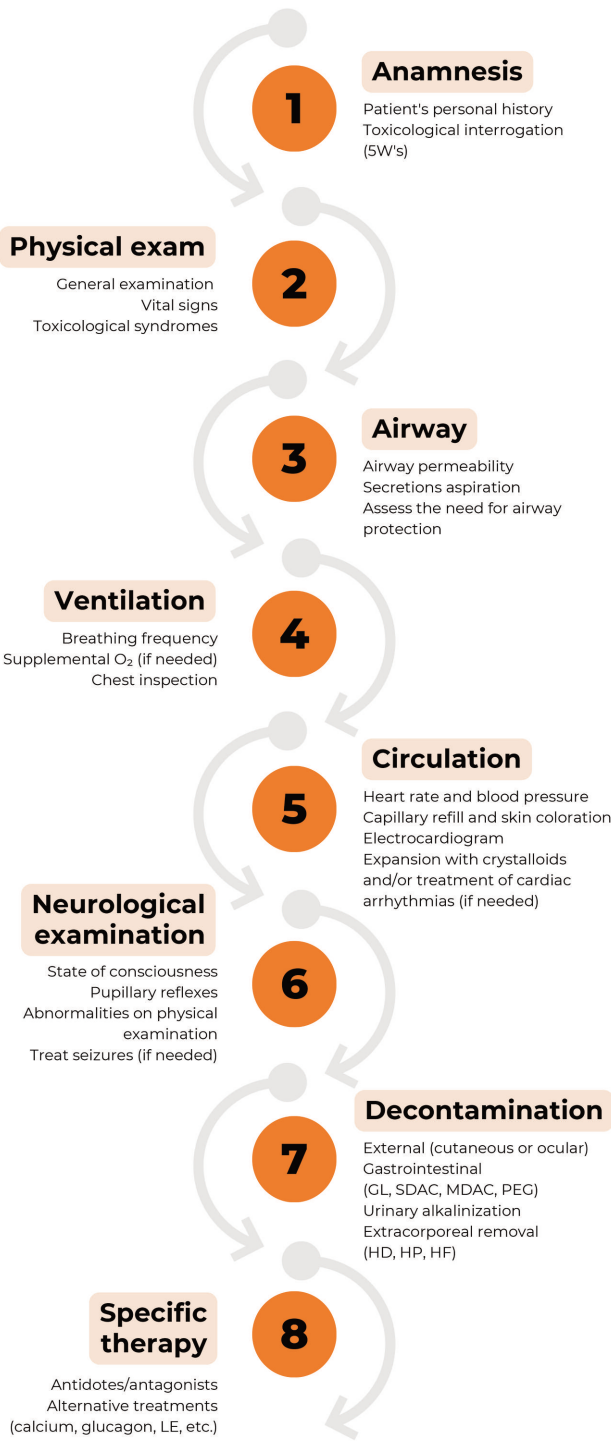 1
Anamnesis
Patient's personal history
Toxicological interrogation
(5W's)
Physical exam
General examination
Vital signs
Toxicological syndromes
2
3
Airway
Airway permeability
Secretions aspiration
Assess the need for airway
protection
Ventilation
Breathing frequency
Supplemental O₂ (if needed)
Chest inspection
4
5
Circulation
Heart rate and blood pressure
Capillary refill and skin coloration
Electrocardiogram
Expansion with crystalloids
and/or treatment of cardiac
arrhythmias (if needed)
Neurological
examination
State of consciousness
Pupillary reflexes
Abnormalities on physical
examination
Treat seizures (if needed)
6
7
Decontamination
External (cutaneous or ocular)
Gastrointestinal
(GL, SDAC, MDAC, PEG)
Urinary alkalinization
Extracorporeal removal
(HD, HP, HF)
Specific
therapy
Antidotes/antagonists
Alternative treatments
(calcium, glucagon, LE, etc.)
8